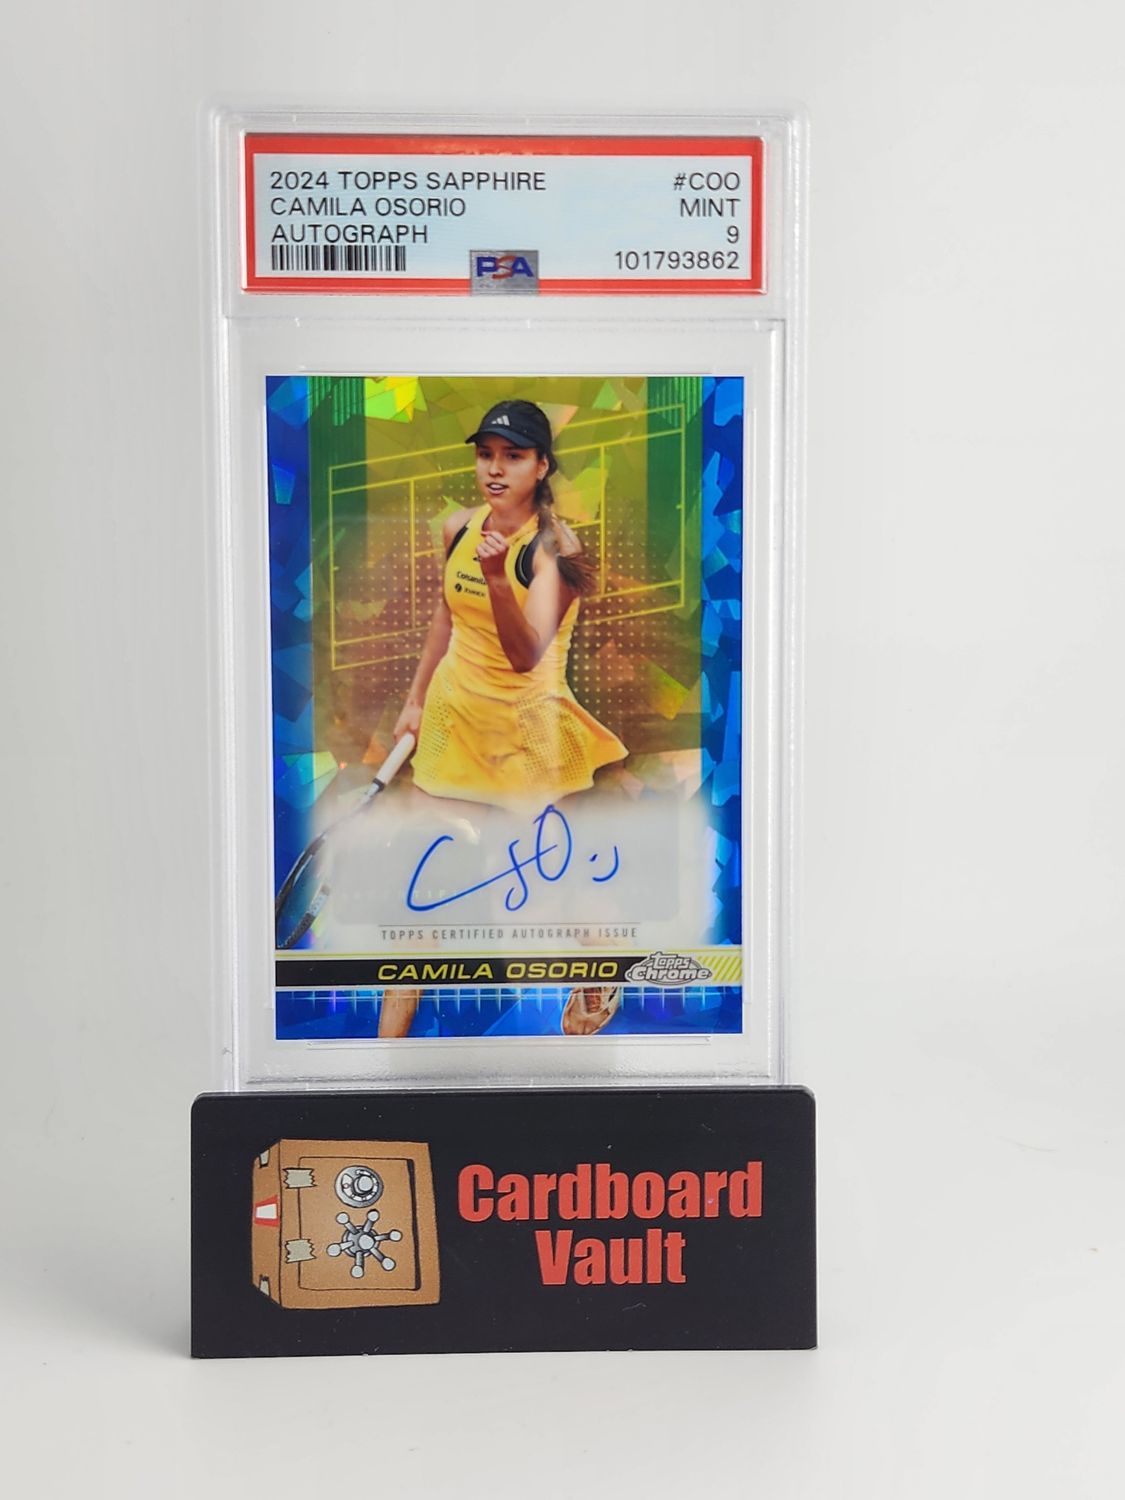 2024 TOPPS SAPPHIRE #COO
CAMILA OSORIO MINT
AUTOGRAPH 9
PSA 101793862
TOPPS CERTIFIED AUTOGRAPH ISSUE
CAMILA OSORIO Topps Chrome
Cardboard
Vault